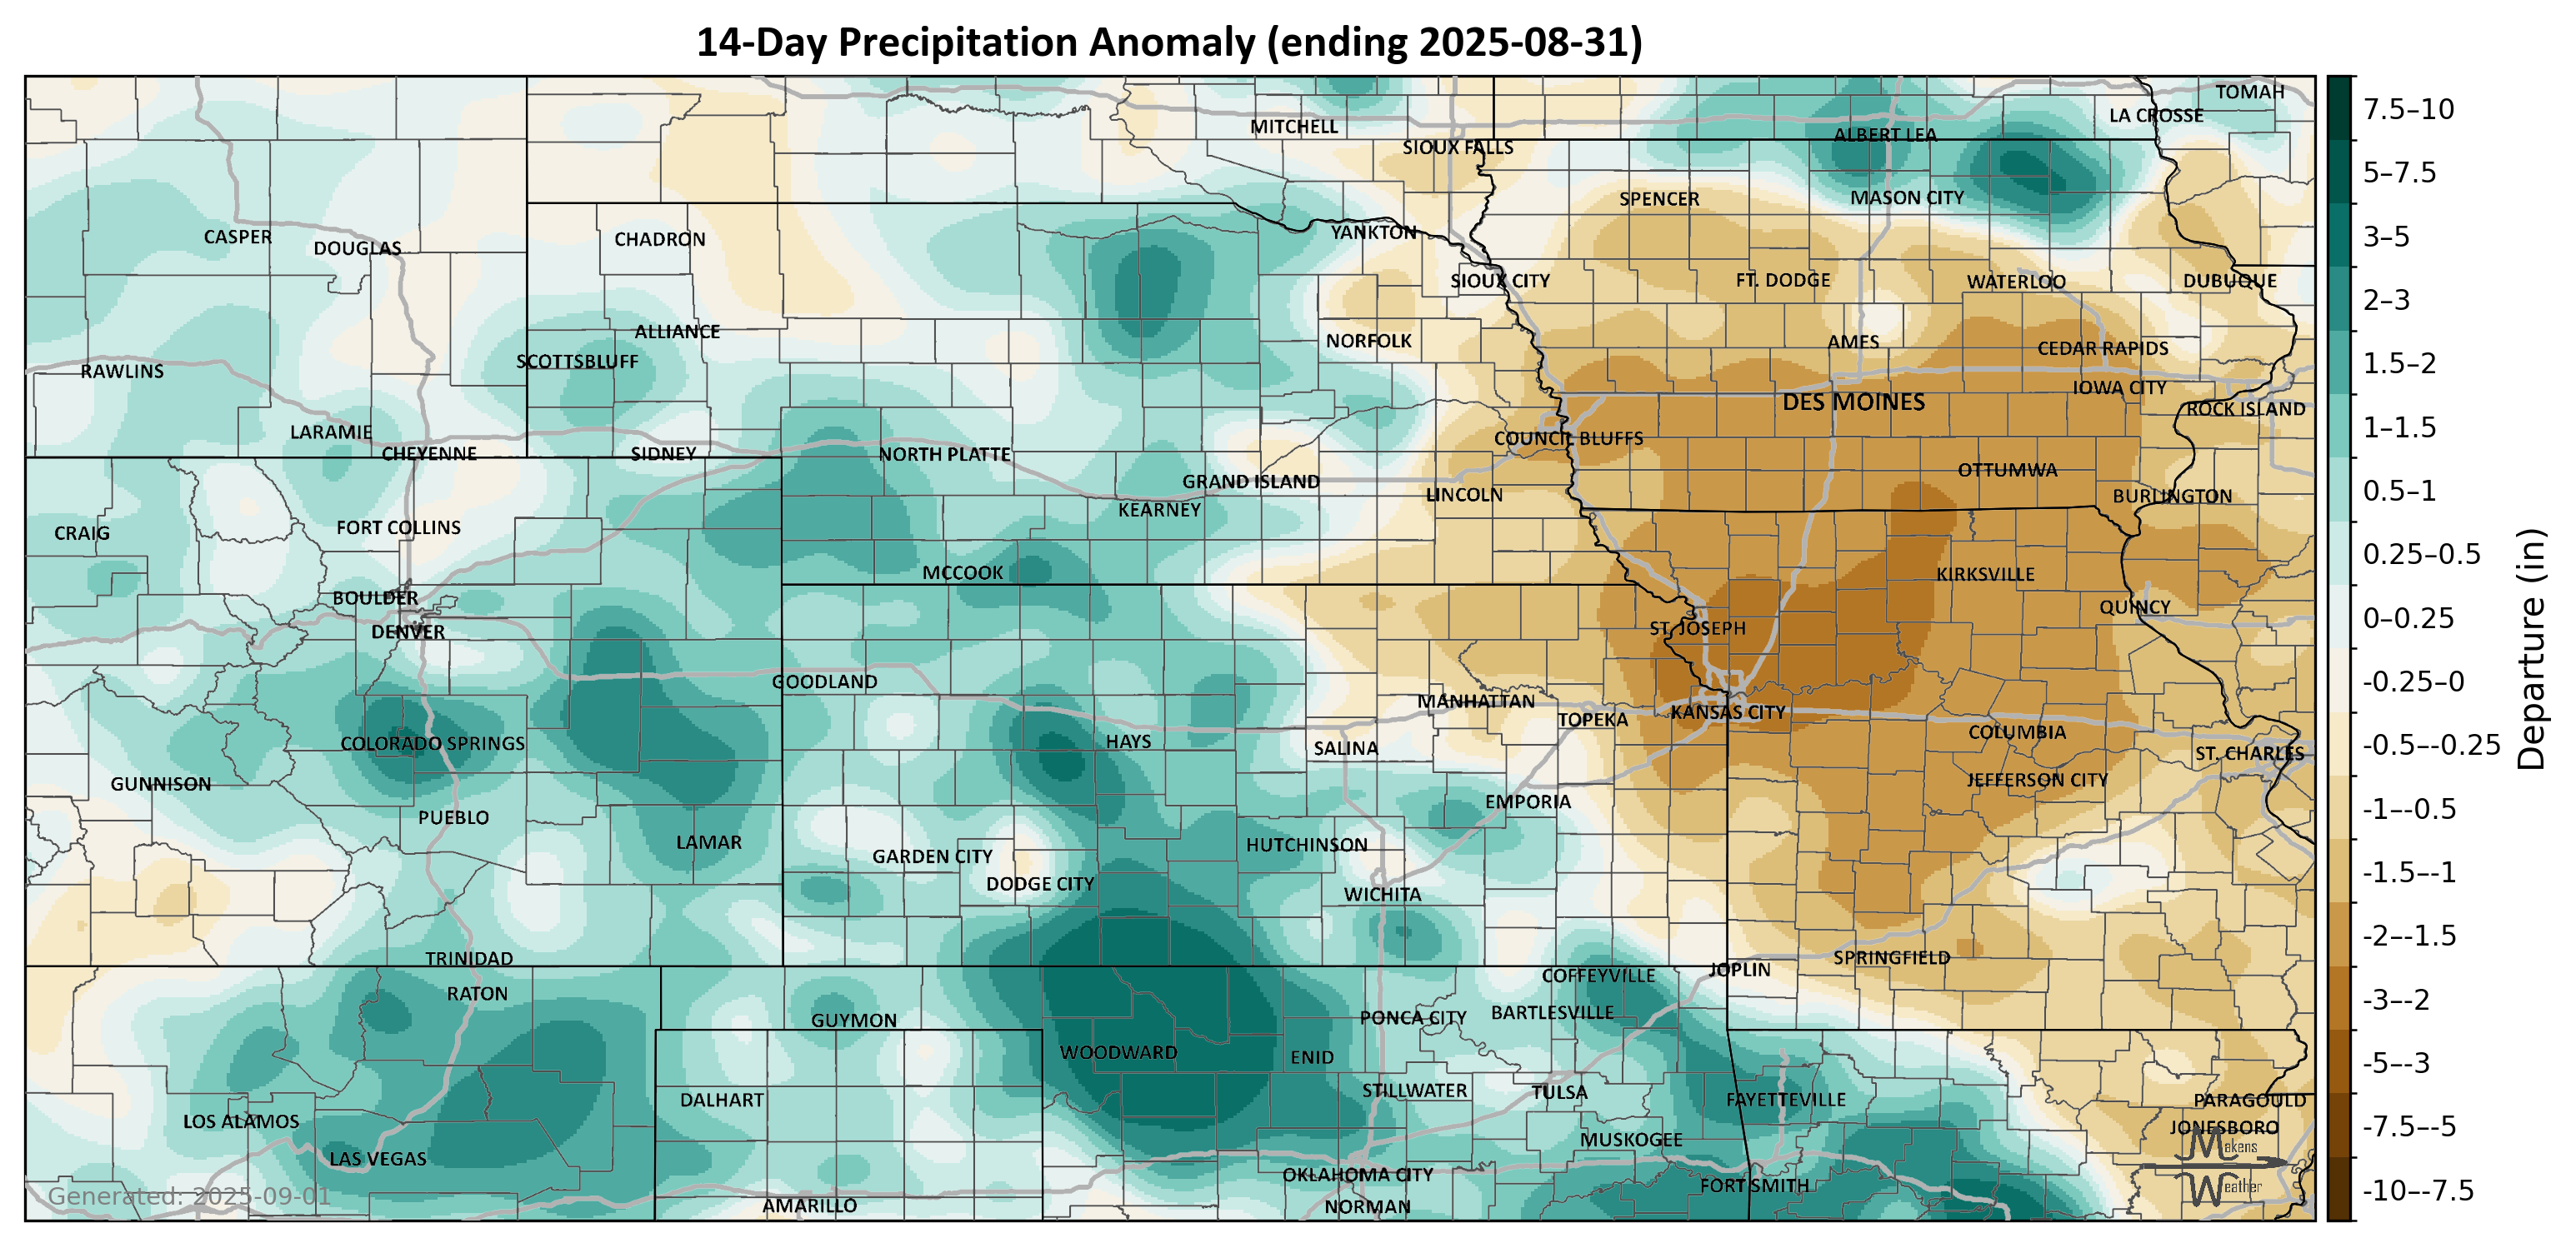 14-Day Precipitation Anomaly (ending 2025-08-31)
TOMAH
LA CROSSE
MITCHELL
ALBERT LEA
SIOUX FALLS
SPENCER
MASON CITY
CASPER
DOUGLAS
CHADRON
YANKTON
SIOUX CITY
FT. DODGE
WATERLOO
DUBUQUE
ALLIANCE
NORFOLK
AMES
CEDAR RAPIDS
SCOTTSBLUFF
RAWLINS
IOWA CITY
DES MOINES
ROCK ISLAND
LARAMIE
COUNCIL BLUFFS
CHEYENNE
SIDNEY
NORTH PLATTE
OTTUMWA
GRAND ISLAND
LINCOLN
BURLINGTON
KEARNEY
CRAIG
FORT COLLINS
MCCOOK
KIRKSVILLE
BOULDER
QUINCY
DENVER
ST. JOSEPH
GOODLAND
MANHATTAN
TOPEKA
KANSAS CITY
COLORADO SPRINGS
HAYS
SALINA
COLUMBIA
ST. CHARLES
GUNNISON
JEFFERSON CITY
PUEBLO
EMPORIA
LAMAR
GARDEN CITY
HUTCHINSON
DODGE CITY
WICHITA
TRINIDAD
SPRINGFIELD
JOPLIN
COFFEYVILLE
RATON
GUYMON
PONCA CITY
BARTLESVILLE
WOODWARD
ENID
DALHART
STILLWATER
TULSA
FAYETTEVILLE
PARAGOULD
LOS ALAMOS
JONESBORO
MUSKOGEE
LAS VEGAS
OKLAHOMA CITY
FORT SMITH
AMARILLO
NORMAN
Makens
Weather
Generated: 2025-09-01
7.5–10
5–7.5
3–5
2–3
1.5–2
1–1.5
0.5–1
0.25–0.5
0–0.25
-0.25–0
-0.5–-0.25
-1–-0.5
-1.5–-1
-2–-1.5
-3–-2
-5–-3
-7.5–-5
-10–-7.5
Departure (in)